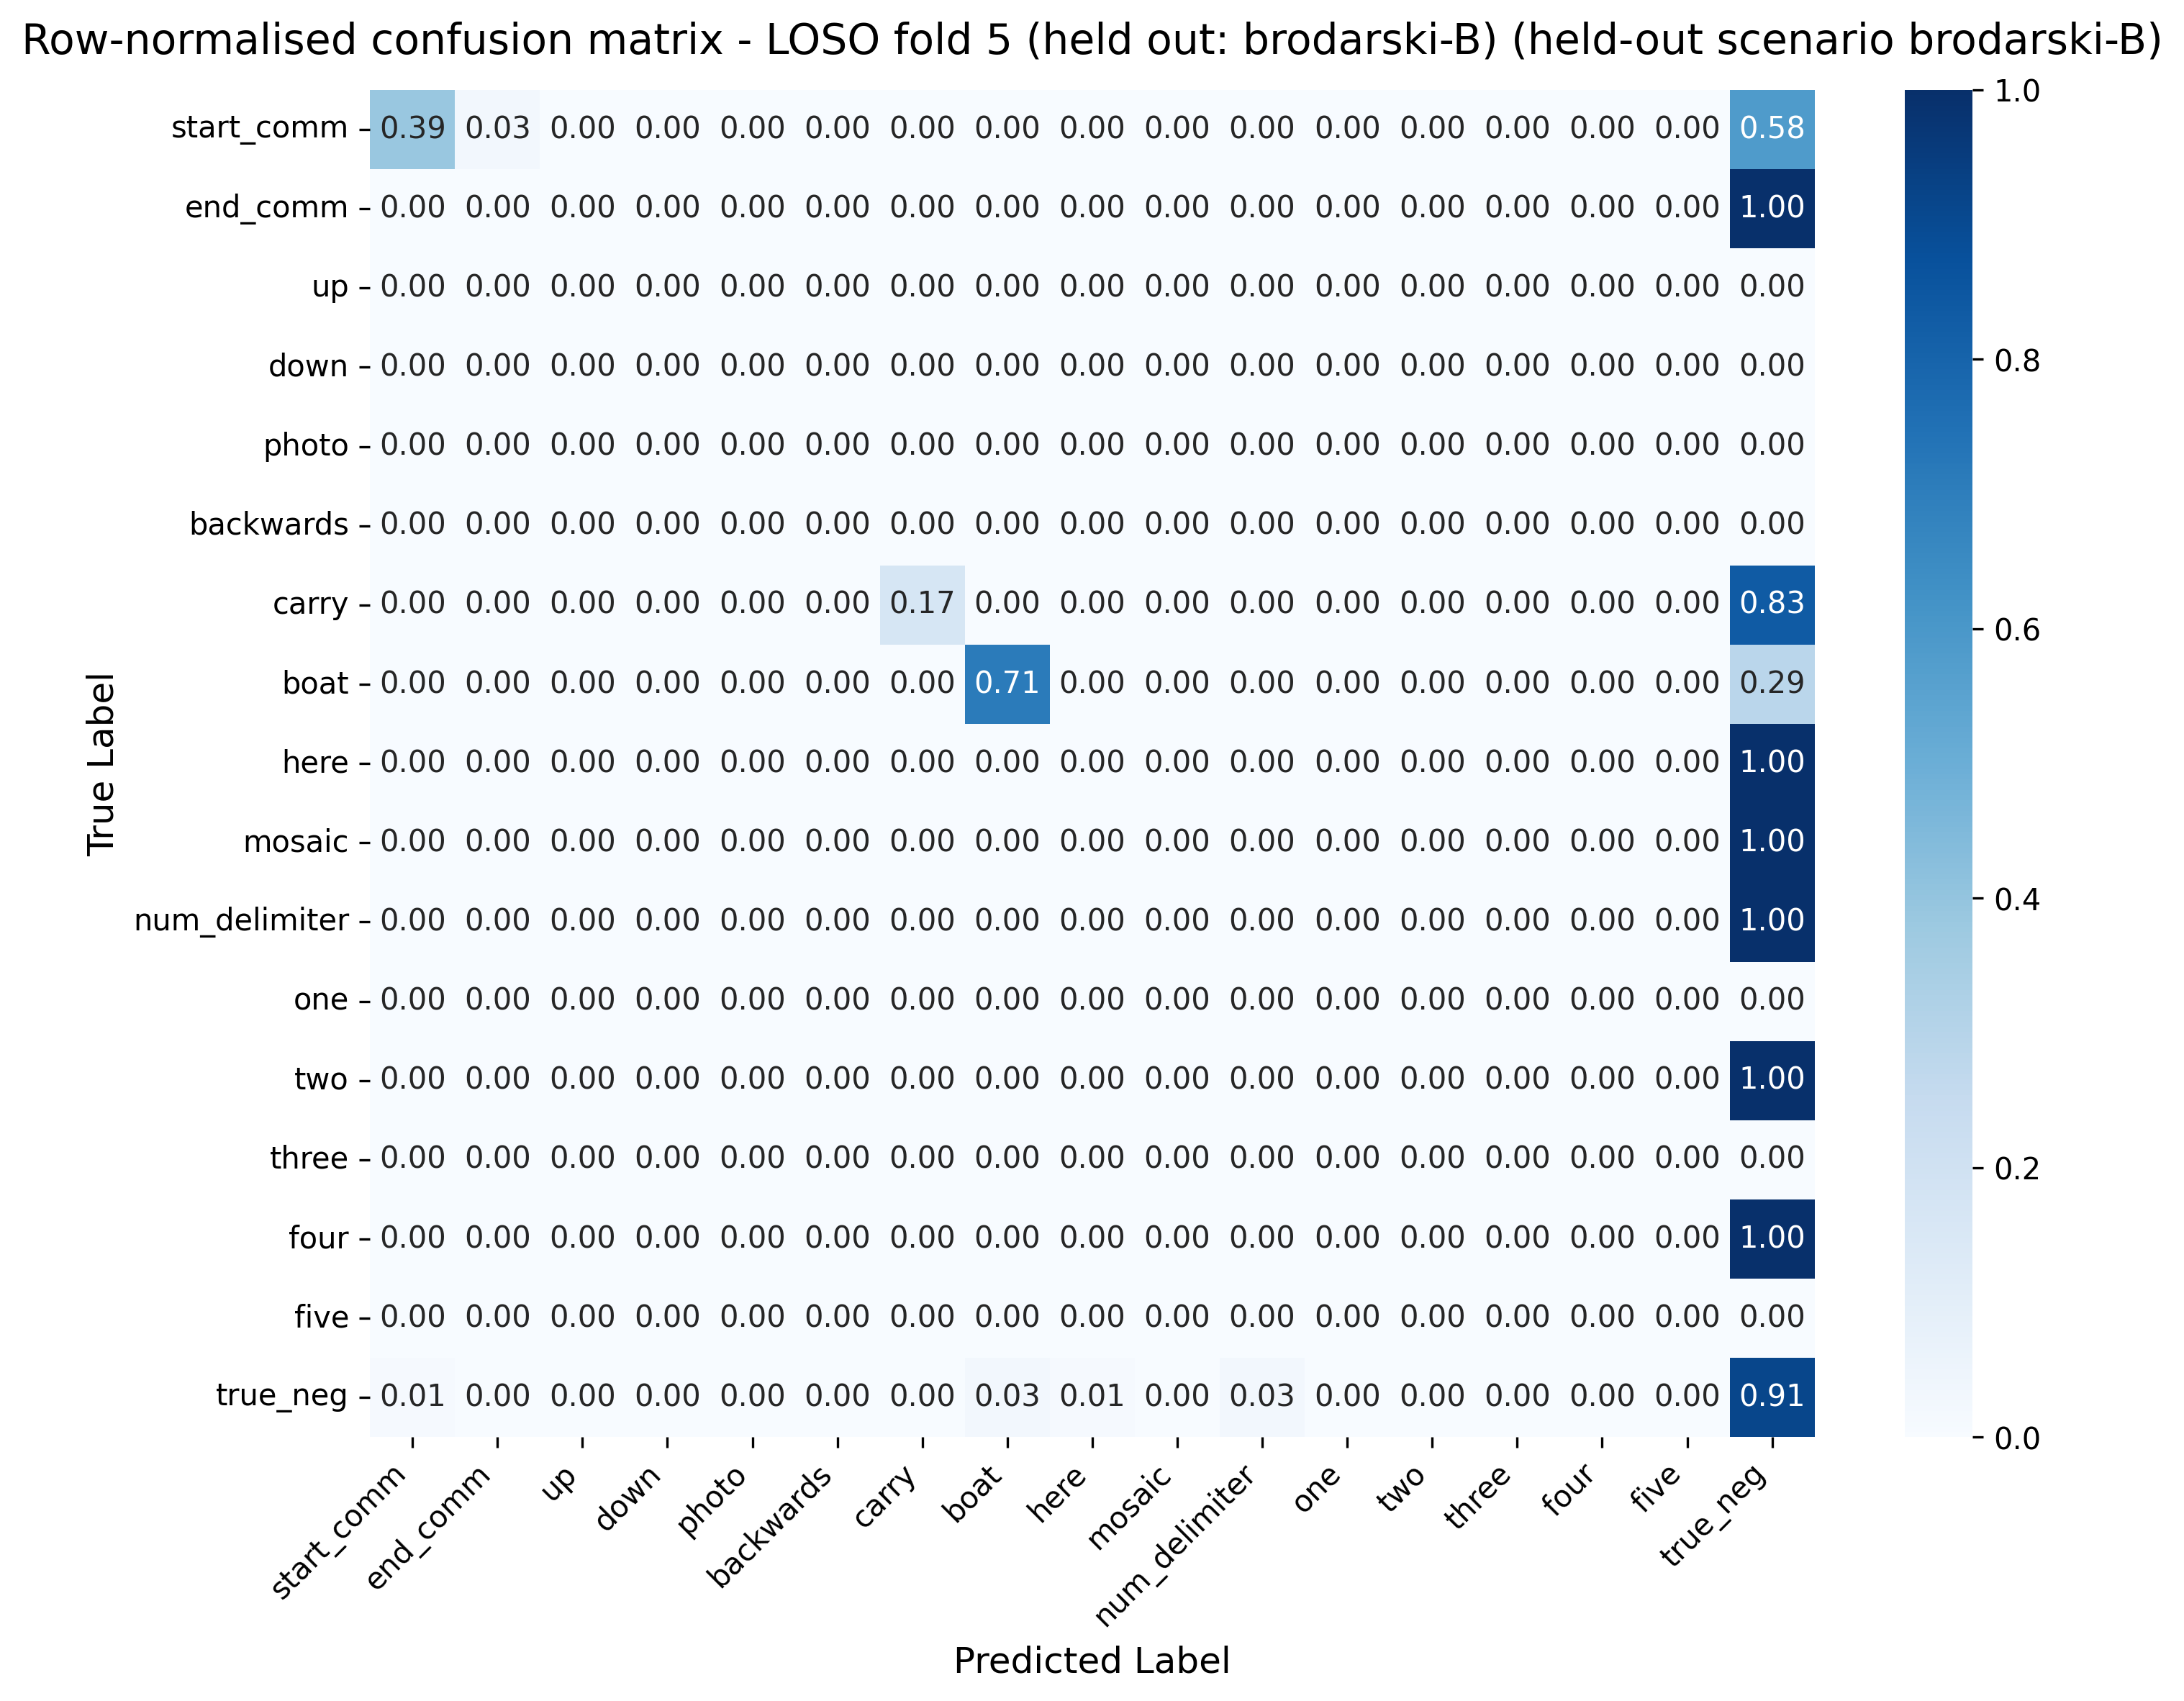 Row-normalised confusion matrix - LOSO fold 5 (held out: brodarski-B) (held-out scenario brodarski-B)
start_comm 0.39 0.03 0.00 0.00 0.00 0.00 0.00 0.00 0.00 0.00 0.00 0.00 0.00 0.00 0.00 0.00 0.58
end_comm 0.00 0.00 0.00 0.00 0.00 0.00 0.00 0.00 0.00 0.00 0.00 0.00 0.00 0.00 0.00 0.00 1.00
up 0.00 0.00 0.00 0.00 0.00 0.00 0.00 0.00 0.00 0.00 0.00 0.00 0.00 0.00 0.00 0.00 0.00
down 0.00 0.00 0.00 0.00 0.00 0.00 0.00 0.00 0.00 0.00 0.00 0.00 0.00 0.00 0.00 0.00 0.00
photo 0.00 0.00 0.00 0.00 0.00 0.00 0.00 0.00 0.00 0.00 0.00 0.00 0.00 0.00 0.00 0.00 0.00
backwards 0.00 0.00 0.00 0.00 0.00 0.00 0.00 0.00 0.00 0.00 0.00 0.00 0.00 0.00 0.00 0.00 0.00
carry 0.00 0.00 0.00 0.00 0.00 0.00 0.17 0.00 0.00 0.00 0.00 0.00 0.00 0.00 0.00 0.00 0.83
boat 0.00 0.00 0.00 0.00 0.00 0.00 0.00 0.71 0.00 0.00 0.00 0.00 0.00 0.00 0.00 0.00 0.29
here 0.00 0.00 0.00 0.00 0.00 0.00 0.00 0.00 0.00 0.00 0.00 0.00 0.00 0.00 0.00 0.00 1.00
mosaic 0.00 0.00 0.00 0.00 0.00 0.00 0.00 0.00 0.00 0.00 0.00 0.00 0.00 0.00 0.00 0.00 1.00
num_delimiter 0.00 0.00 0.00 0.00 0.00 0.00 0.00 0.00 0.00 0.00 0.00 0.00 0.00 0.00 0.00 0.00 1.00
one 0.00 0.00 0.00 0.00 0.00 0.00 0.00 0.00 0.00 0.00 0.00 0.00 0.00 0.00 0.00 0.00 0.00
two 0.00 0.00 0.00 0.00 0.00 0.00 0.00 0.00 0.00 0.00 0.00 0.00 0.00 0.00 0.00 0.00 1.00
three 0.00 0.00 0.00 0.00 0.00 0.00 0.00 0.00 0.00 0.00 0.00 0.00 0.00 0.00 0.00 0.00 0.00
four 0.00 0.00 0.00 0.00 0.00 0.00 0.00 0.00 0.00 0.00 0.00 0.00 0.00 0.00 0.00 0.00 1.00
five 0.00 0.00 0.00 0.00 0.00 0.00 0.00 0.00 0.00 0.00 0.00 0.00 0.00 0.00 0.00 0.00 0.00
true_neg 0.01 0.00 0.00 0.00 0.00 0.00 0.00 0.03 0.01 0.00 0.03 0.00 0.00 0.00 0.00 0.00 0.91
True Label
start_comm end_comm up down photo backwards carry boat here mosaic num_delimiter one two three four five true_neg
Predicted Label
1.0
0.8
0.6
0.4
0.2
0.0